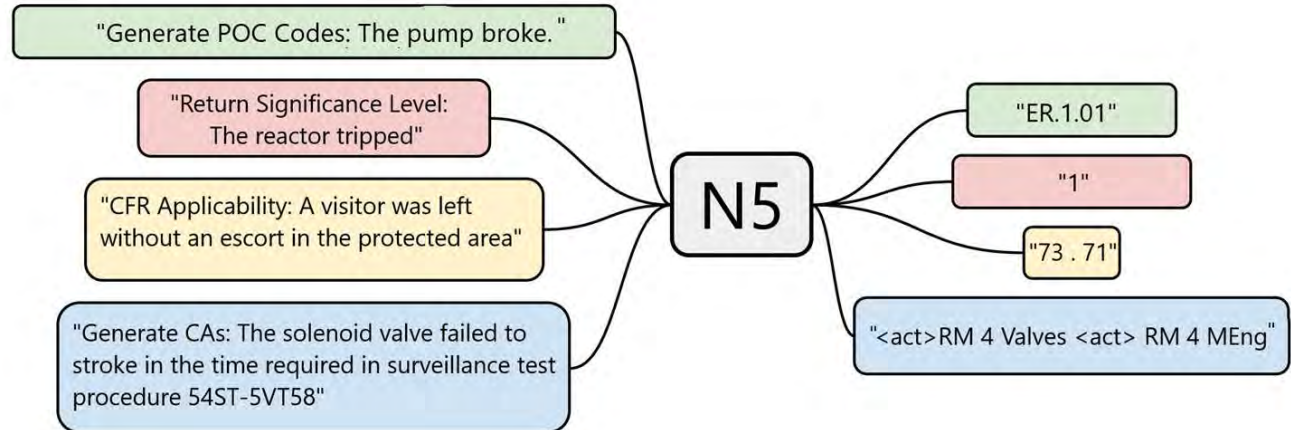 "Generate POC Codes: The pump broke."
"Return Significance Level:
The reactor tripped"
"CFR Applicability: A visitor was left
without an escort in the protected area"
"Generate CAs: The solenoid valve failed to
stroke in the time required in surveillance test
procedure 54ST-5VT58"
N5
"ER.1.01"
"1"
"73 . 71"
"<act>RM 4 Valves <act> RM 4 MEng"